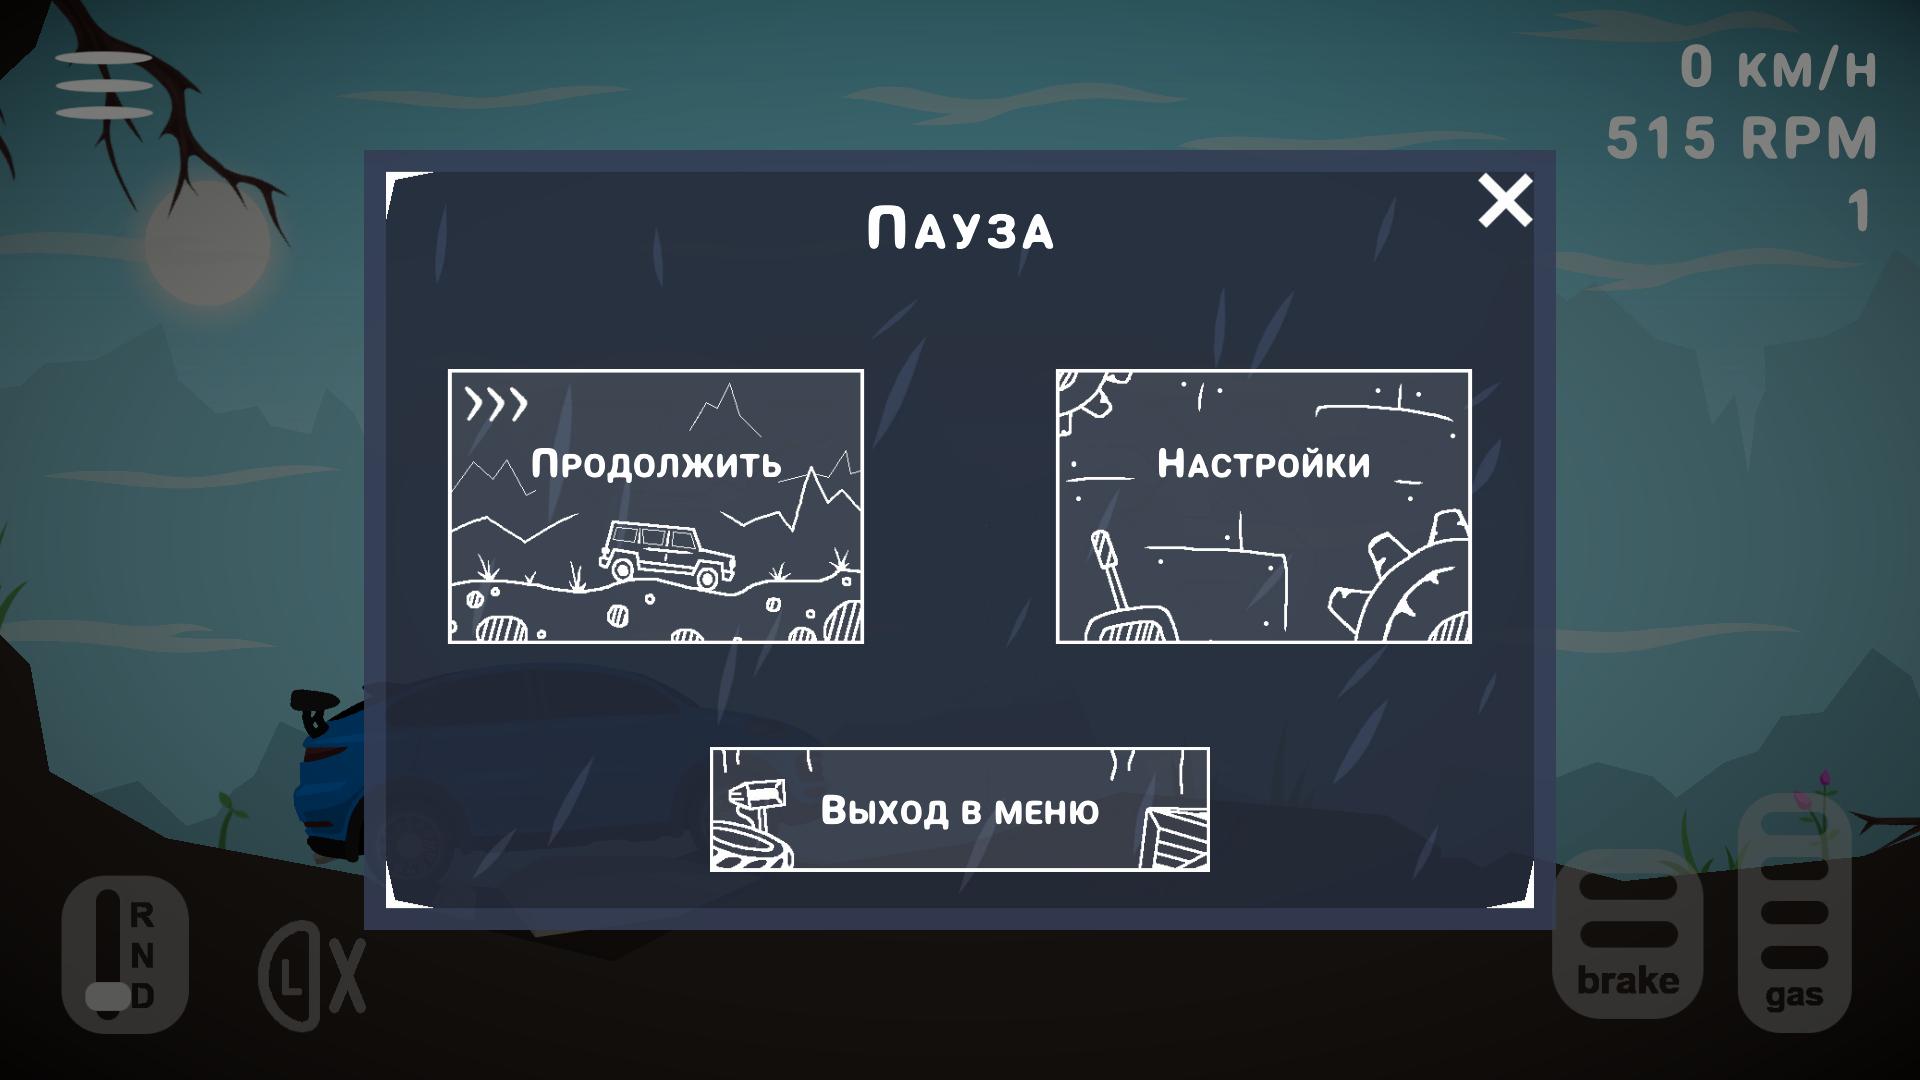 0 км/н
515 RPM
1
Пауза
Продолжить
Настройки
Выход в меню
R
N
D
L X
brake
gas